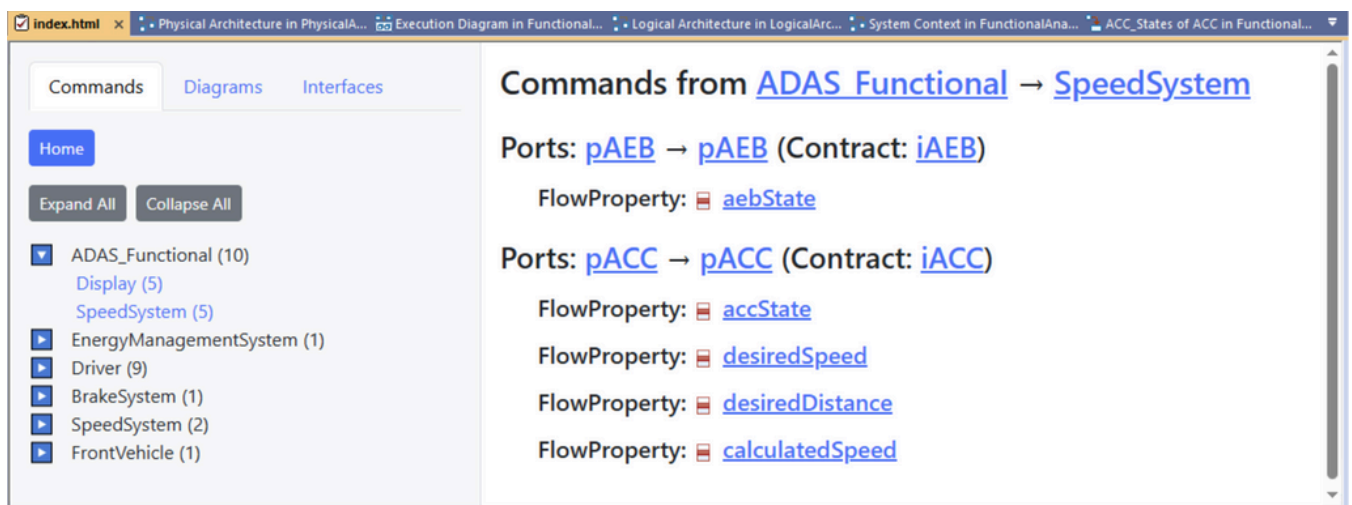 index.html
Physical Architecture in PhysicalA...
Execution Diagram in Functional...
Logical Architecture in LogicalArc...
System Context in FunctionalAna...
ACC_States of ACC in Functional...
Commands
Diagrams
Interfaces
Home
Expand All
Collapse All
ADAS_Functional (10)
Display (5)
SpeedSystem (5)
EnergyManagementSystem (1)
Driver (9)
BrakeSystem (1)
SpeedSystem (2)
FrontVehicle (1)
Commands from ADAS_Functional → SpeedSystem
Ports: pAEB → pAEB (Contract: iAEB)
FlowProperty: aebState
Ports: pACC → pACC (Contract: iACC)
FlowProperty: accState
FlowProperty: desiredSpeed
FlowProperty: desiredDistance
FlowProperty: calculatedSpeed